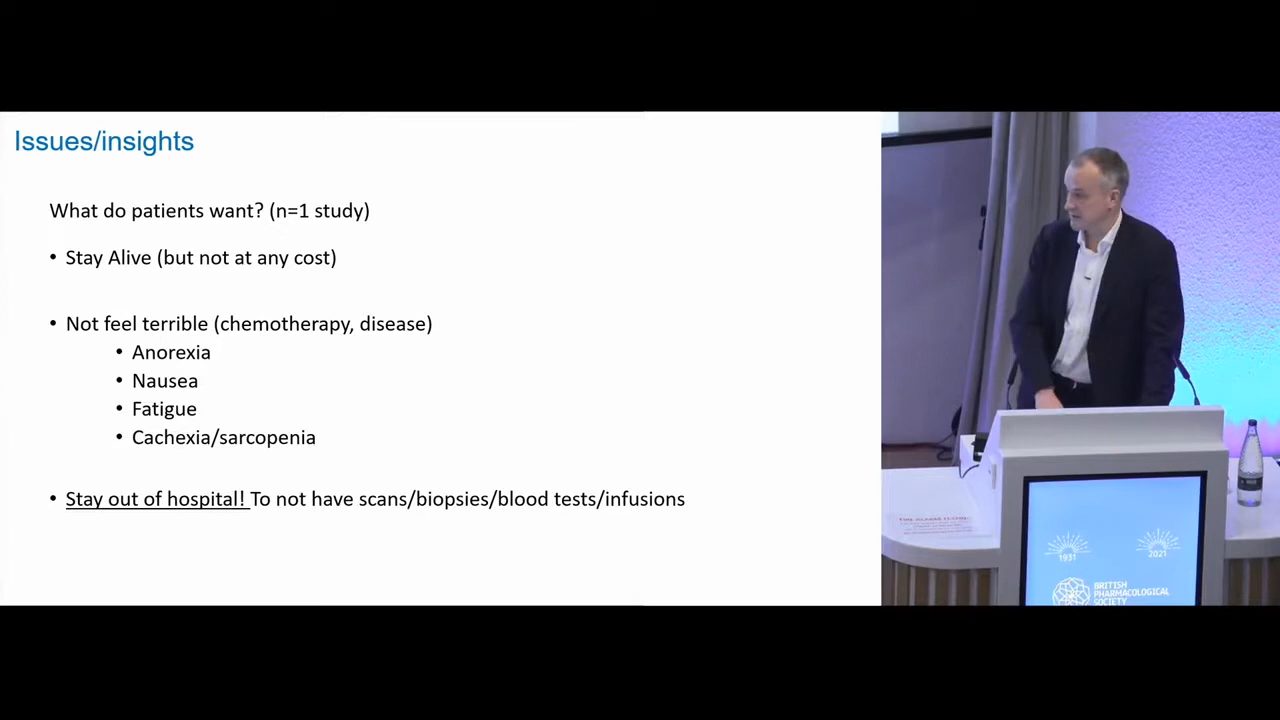 Issues/insights
What do patients want? (n=1 study)
• Stay Alive (but not at any cost)
• Not feel terrible (chemotherapy, disease)
• Anorexia
• Nausea
• Fatigue
• Cachexia/sarcopenia
• Stay out of hospital! To not have scans/biopsies/blood tests/infusions
1931
2021
BRITISH
PHARMACOLOGICAL
SOCIETY